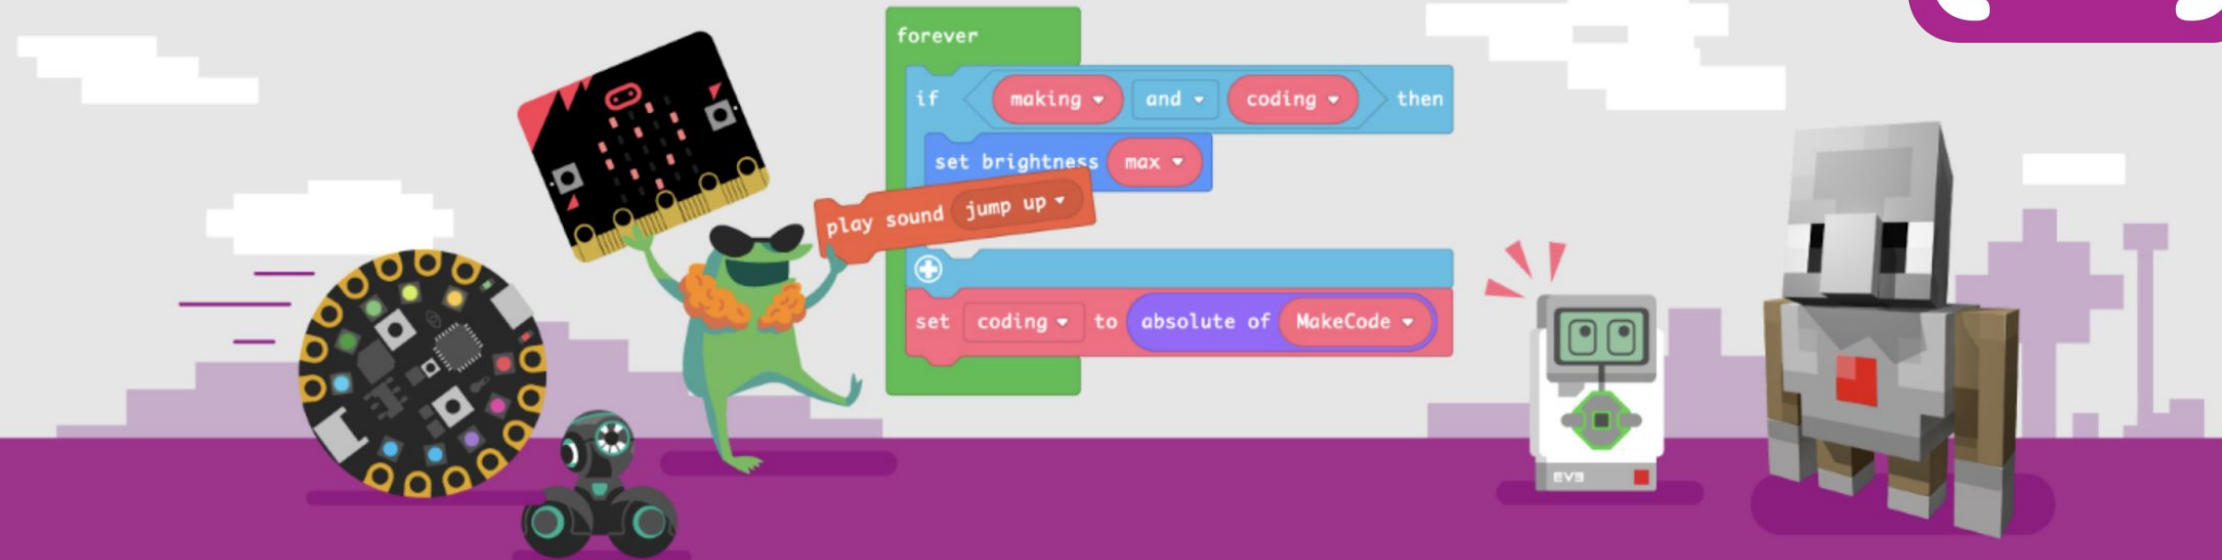 forever
if making and coding then
set brightness max
play sound jump up
set coding to absolute of MakeCode
EV3